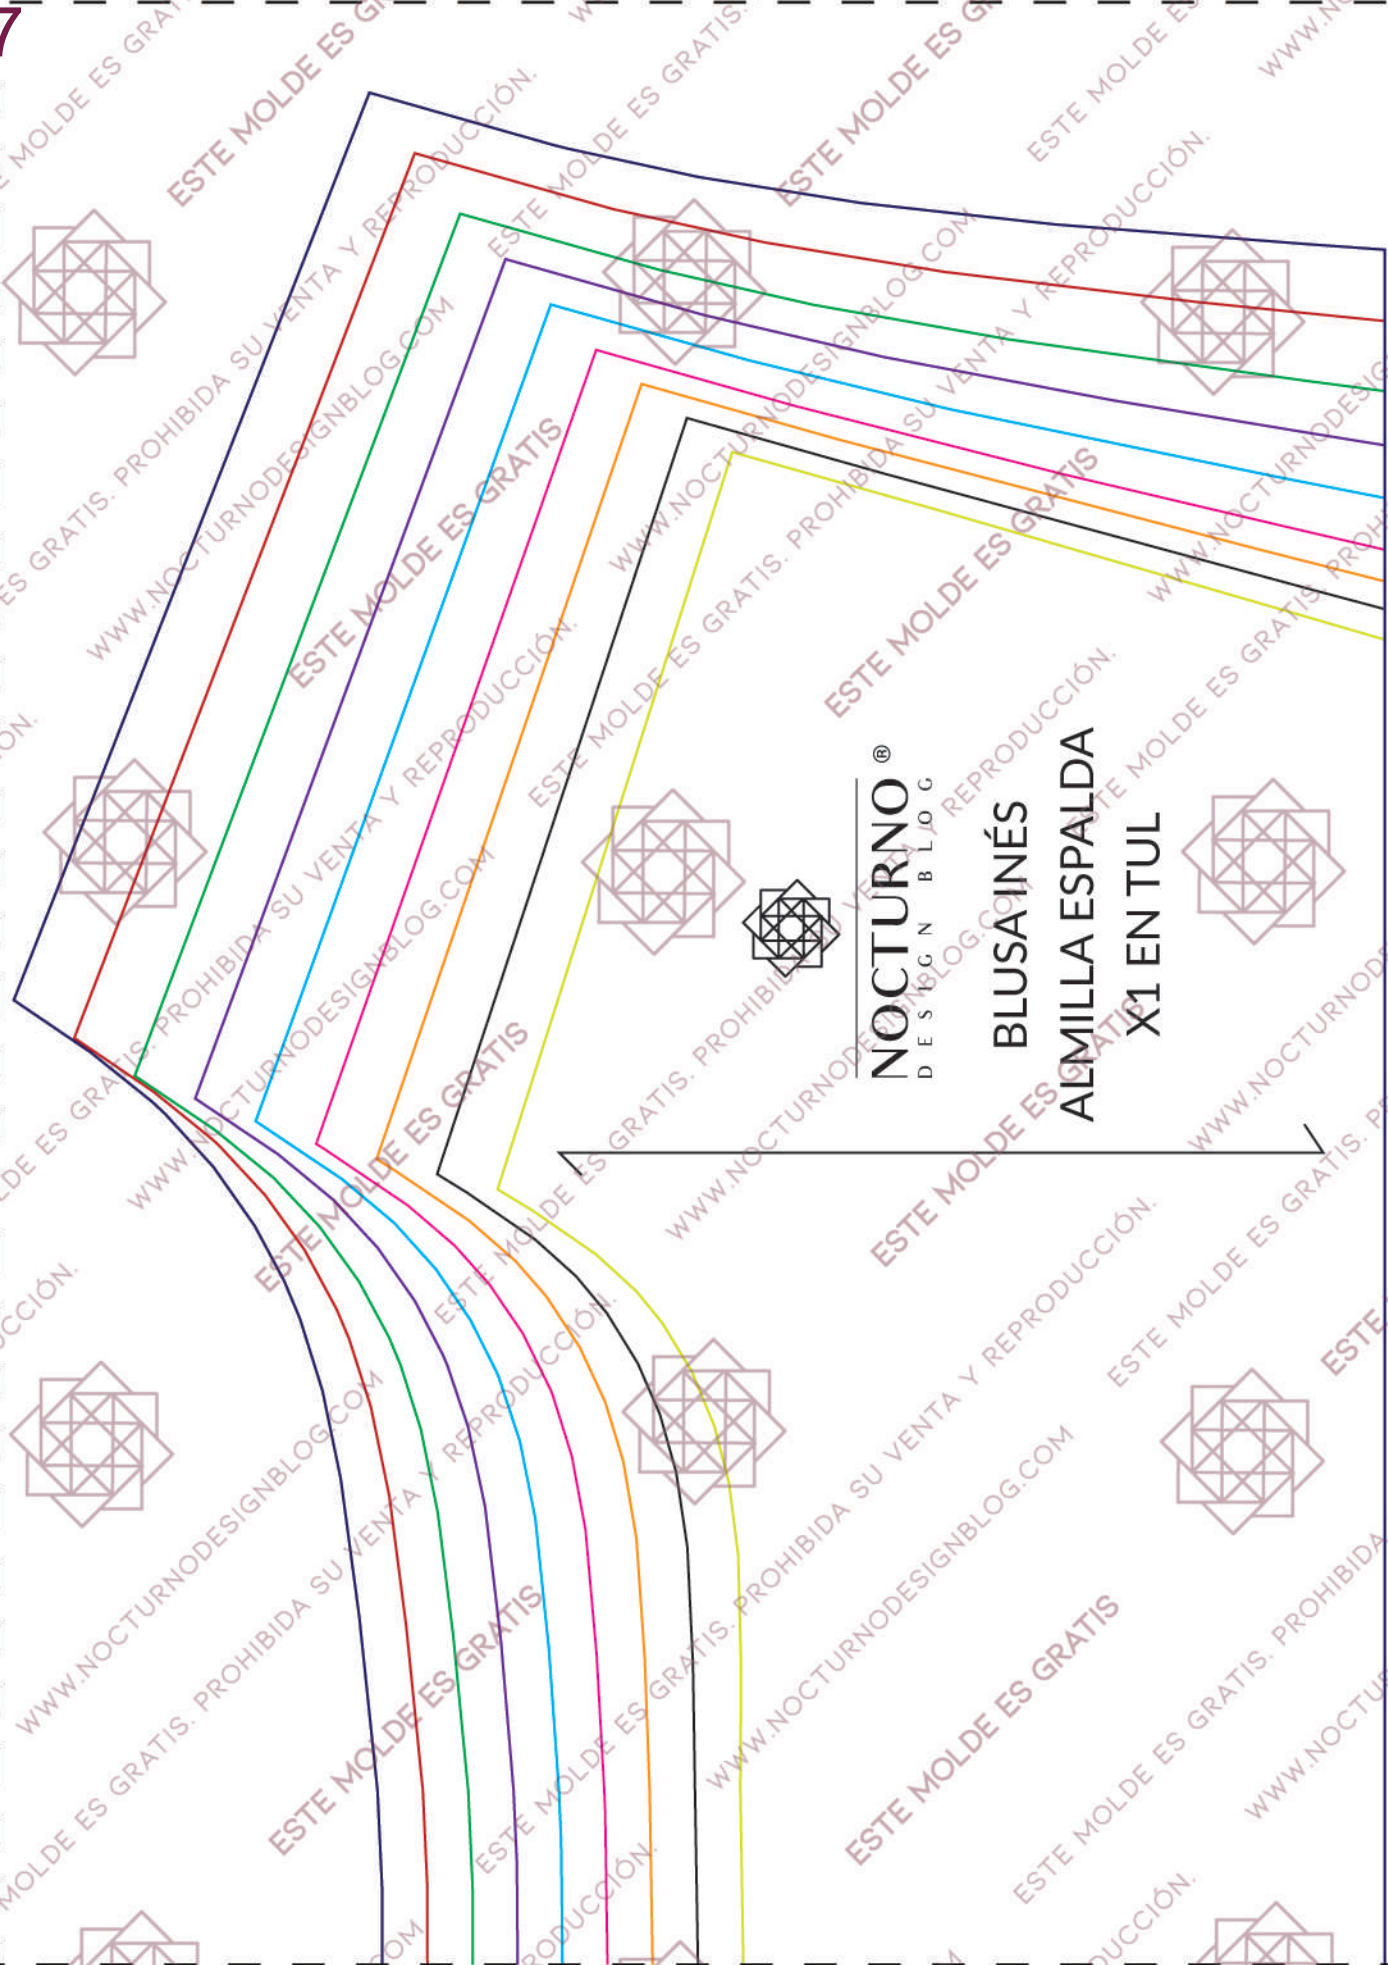 7
NOCTURNO®
DESIGN BLOG
BLUSA INÉS
ALMILLA ESPALDA
X1 EN TUL
ESTE MOLDE ES GRATIS. PROHIBIDA SU VENTA Y REPRODUCCIÓN.
WWW.NOCTURNODESIGNBLOG.COM
ESTE MOLDE ES GRATIS